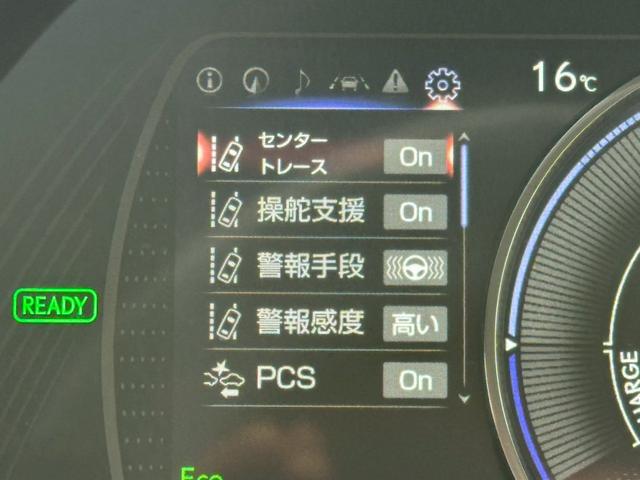 16℃
センター
トレース On
操舵支援 On
警報手段
警報感度 高い
PCS On
READY
Eco